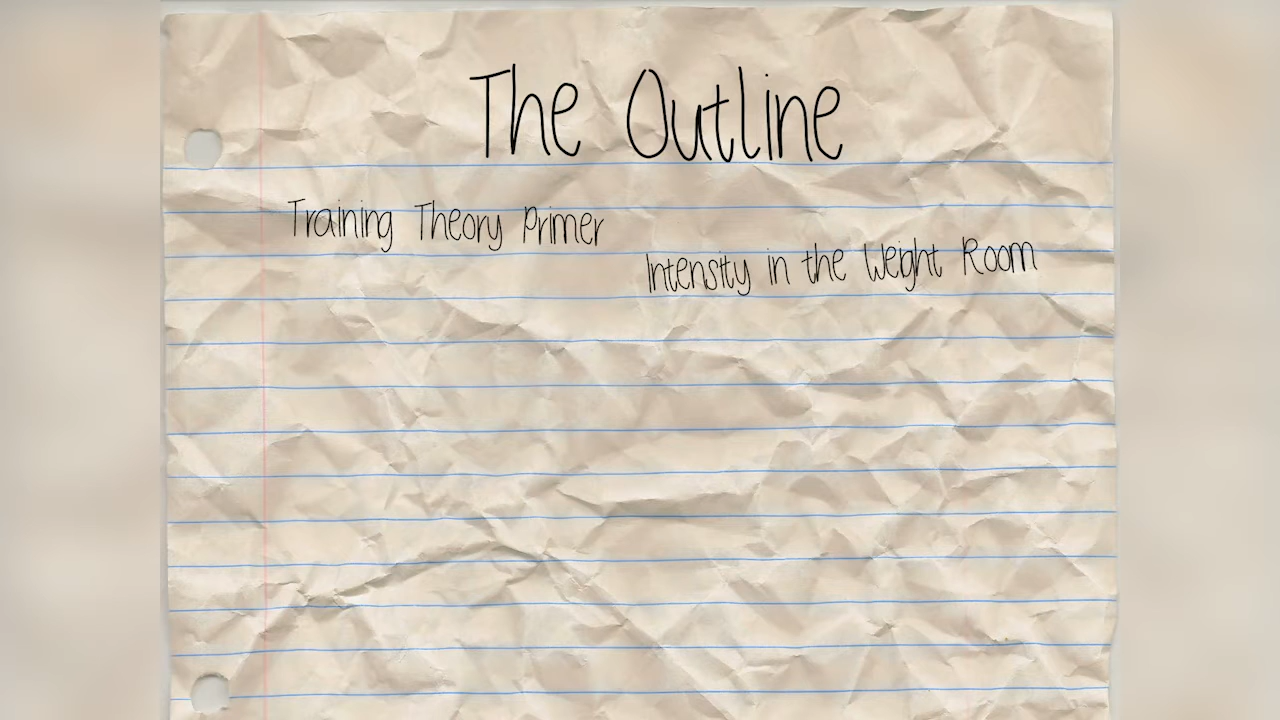 The Outline
Training Theory Primer
Intensity in the Weight Room